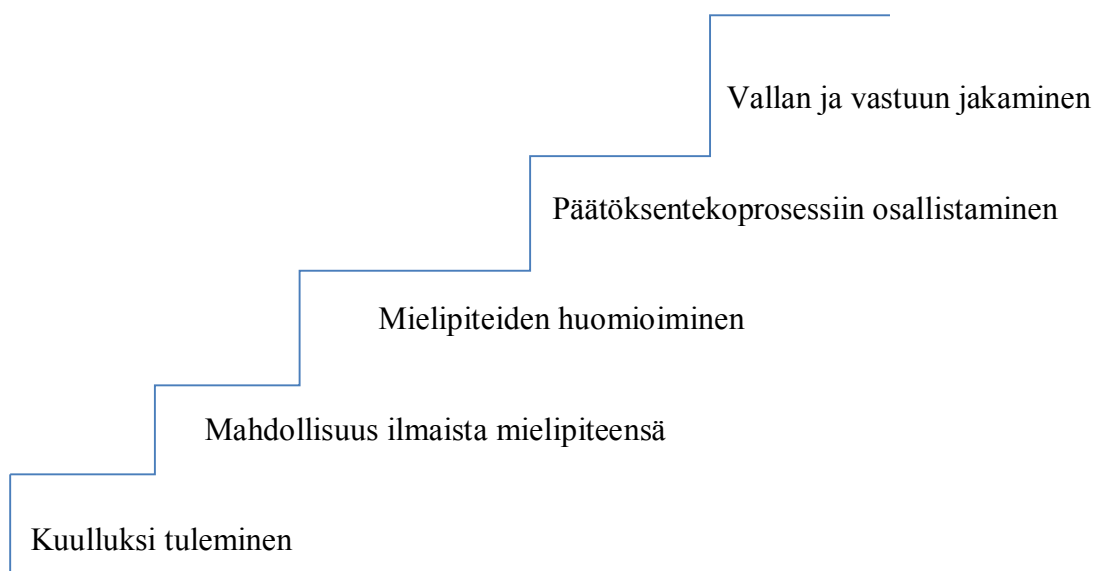 Vallan ja vastuun jakaminen
Päätöksentekoprosessiin osallistaminen
Mielipiteiden huomioiminen
Mahdollisuus ilmaista mielipiteensä
Kuulluksi tuleminen